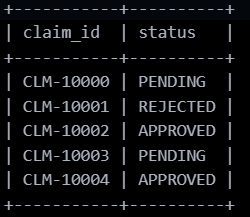 +-----------+----------+
| claim_id  | status   |
+-----------+----------+
| CLM-10000 | PENDING  |
| CLM-10001 | REJECTED |
| CLM-10002 | APPROVED |
| CLM-10003 | PENDING  |
| CLM-10004 | APPROVED |
+-----------+----------+